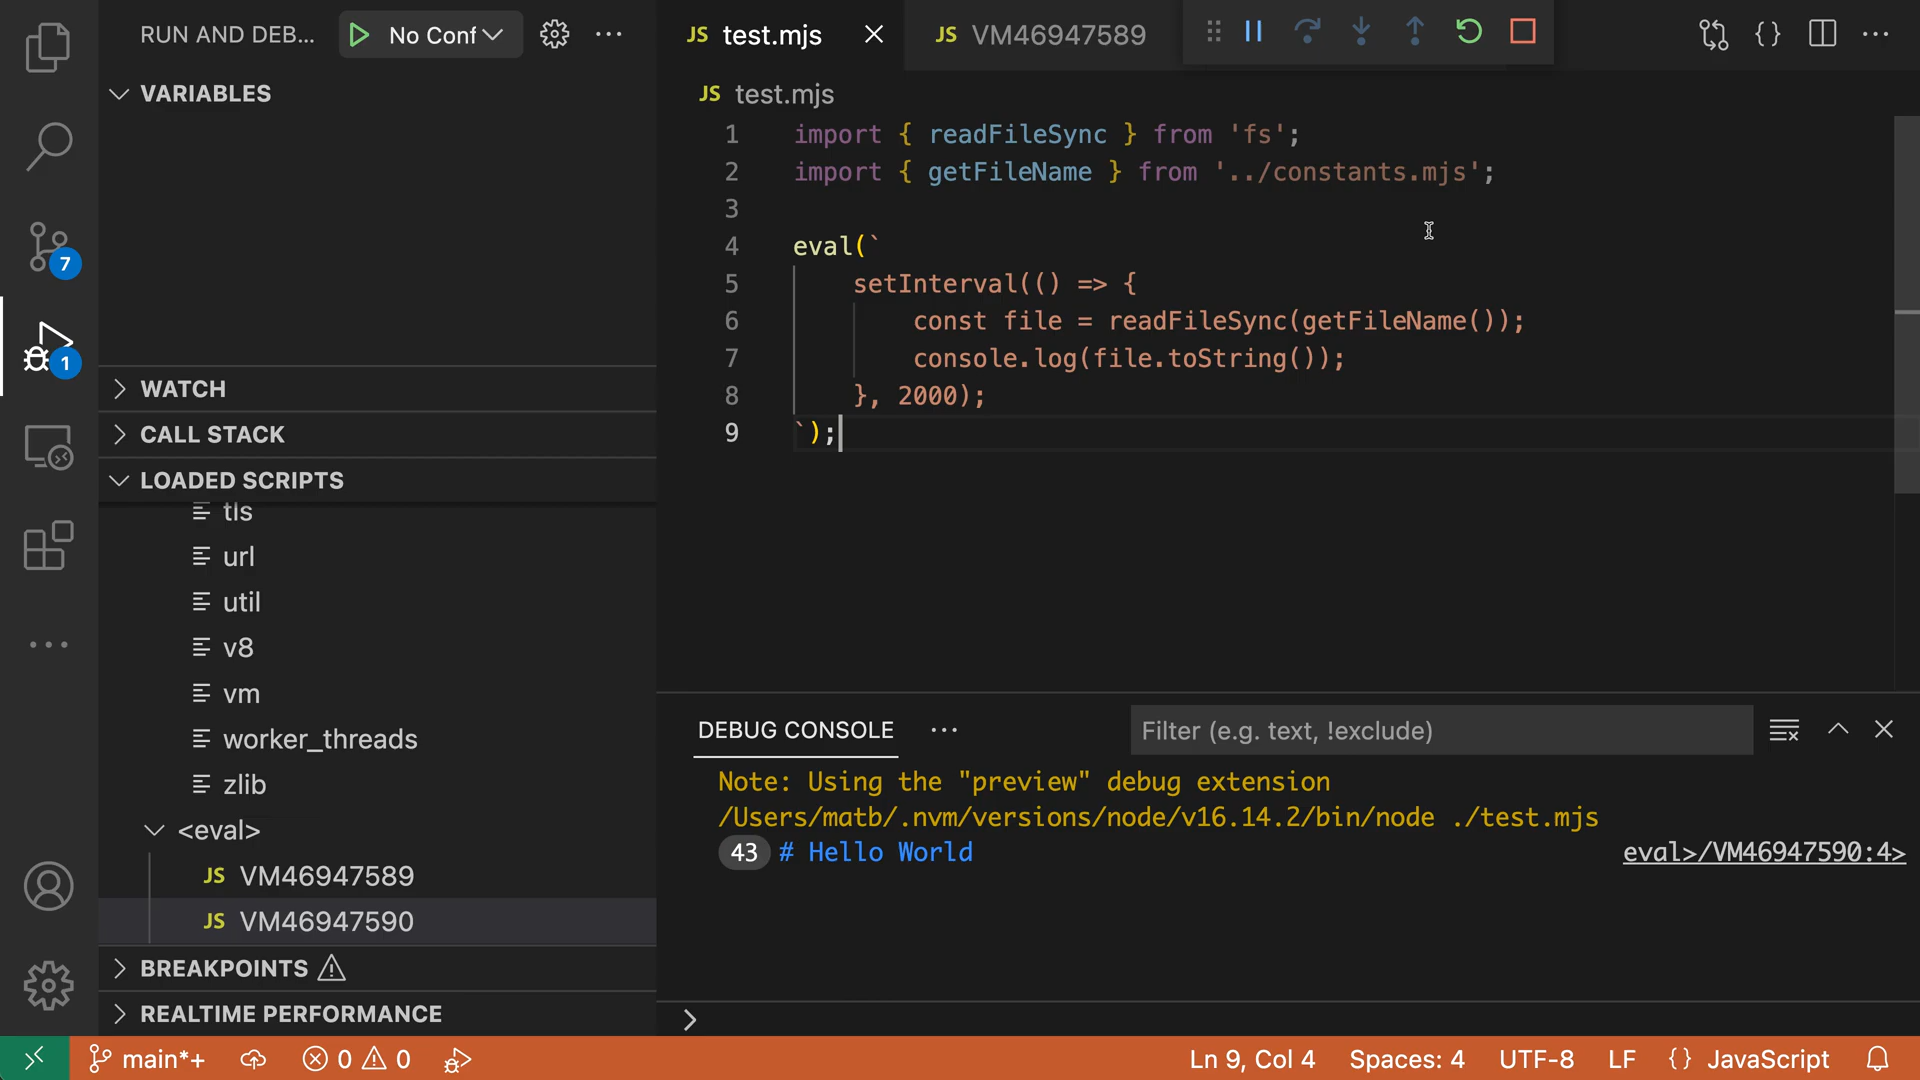 RUN AND DEB...
No Conf
JS test.mjs
JS VM46947589
VARIABLES
JS test.mjs
1 import { readFileSync } from 'fs';
2 import { getFileName } from '../constants.mjs';
3
4 eval(`
5 setInterval(() => {
6 const file = readFileSync(getFileName());
7 console.log(file.toString());
8 }, 2000);
9 `);
7
1
WATCH
CALL STACK
LOADED SCRIPTS
tls
url
util
v8
vm
worker_threads
zlib
<eval>
JS VM46947589
JS VM46947590
BREAKPOINTS
REALTIME PERFORMANCE
DEBUG CONSOLE
Filter (e.g. text, !exclude)
Note: Using the "preview" debug extension
/Users/matb/.nvm/versions/node/v16.14.2/bin/node ./test.mjs
43 # Hello World
eval>/VM46947590:4>
main*+
0
0
Ln 9, Col 4
Spaces: 4
UTF-8
LF
{} JavaScript